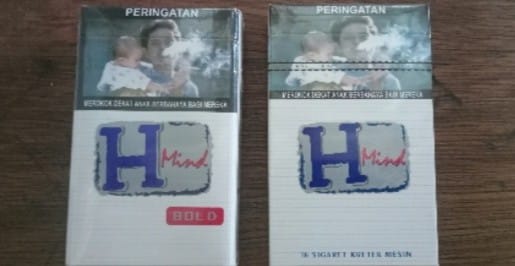 PERINGATAN
MEROKOK DEKAT ANAK BERBAHAYA BAGI MEREKA
H Mind
BOLD
PERINGATAN
MEROKOK DEKAT ANAK BERBAHAYA BAGI MEREKA
H Mind
16 SIGARET KRETEK MESIN